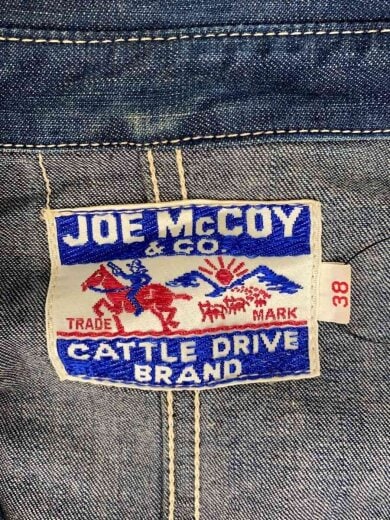 JOE McCOY
& CO.
TRADE MARK
38
CATTLE DRIVE
BRAND